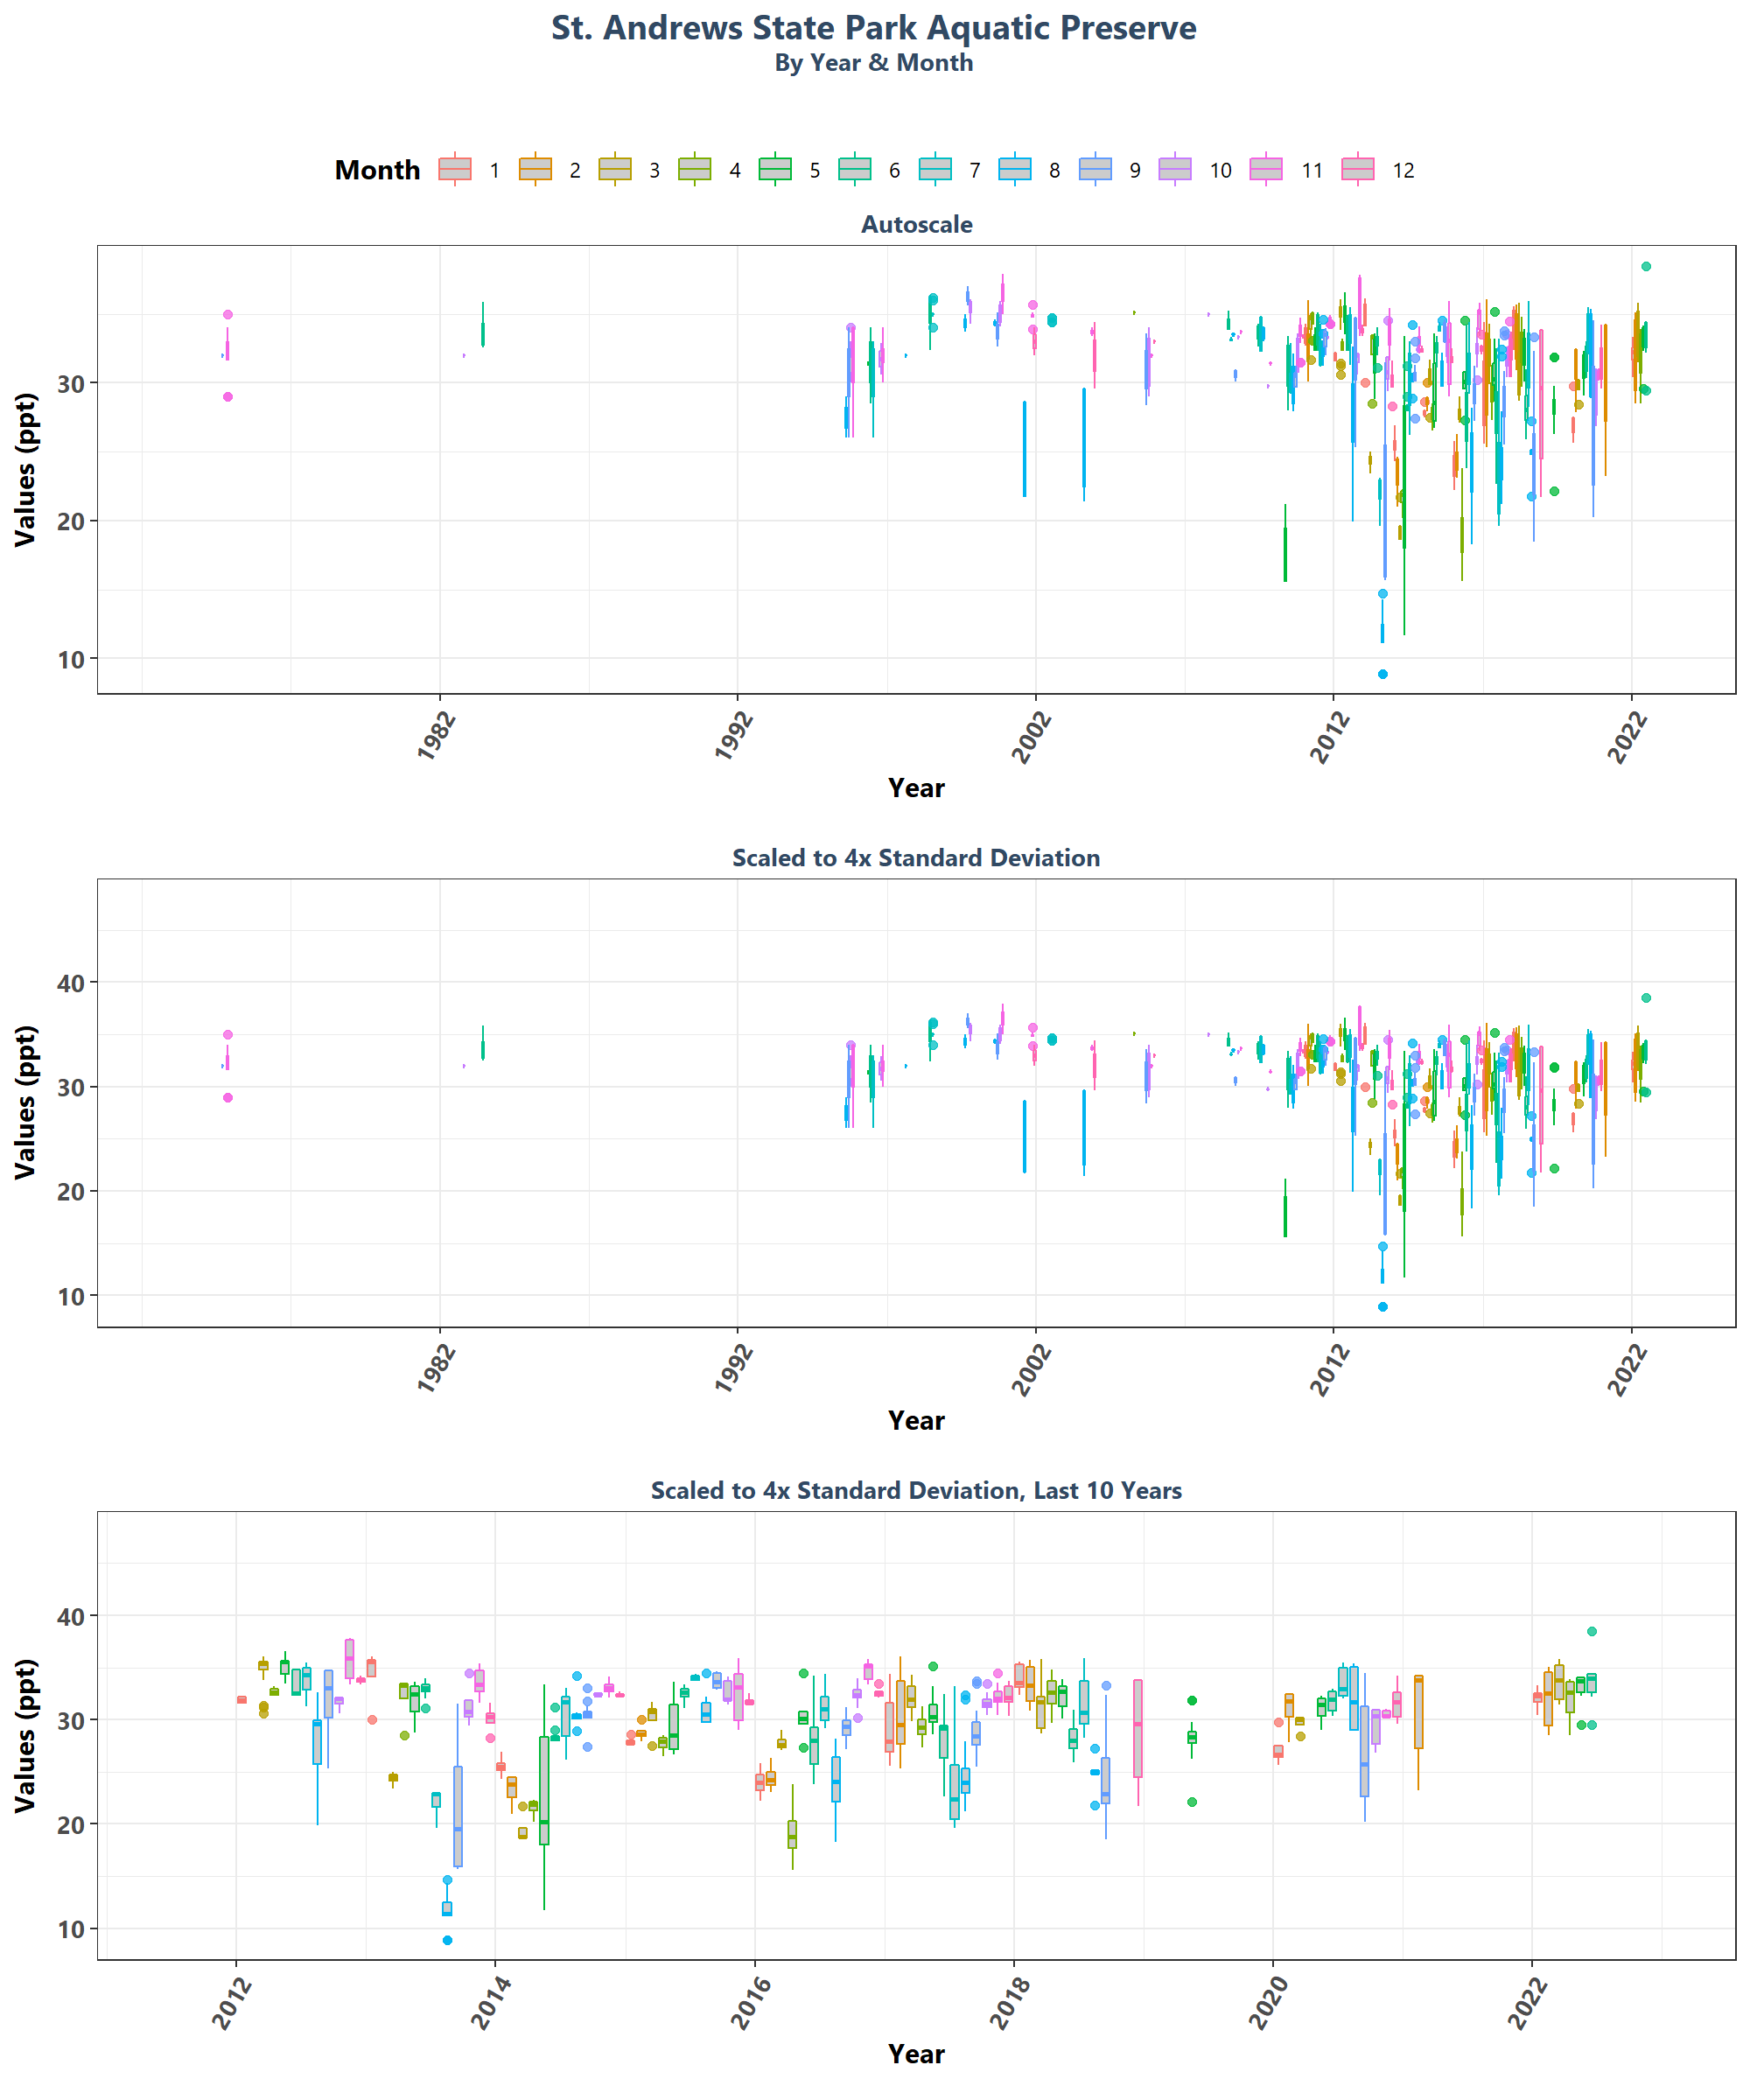 St. Andrews State Park Aquatic Preserve
By Year & Month
Month 1 2 3 4 5 6 7 8 9 10 11 12
Autoscale
Values (ppt)
30
20
10
1982 1992 2002 2012 2022
Year
Scaled to 4x Standard Deviation
Values (ppt)
40
30
20
10
1982 1992 2002 2012 2022
Year
Scaled to 4x Standard Deviation, Last 10 Years
Values (ppt)
40
30
20
10
2012 2014 2016 2018 2020 2022
Year